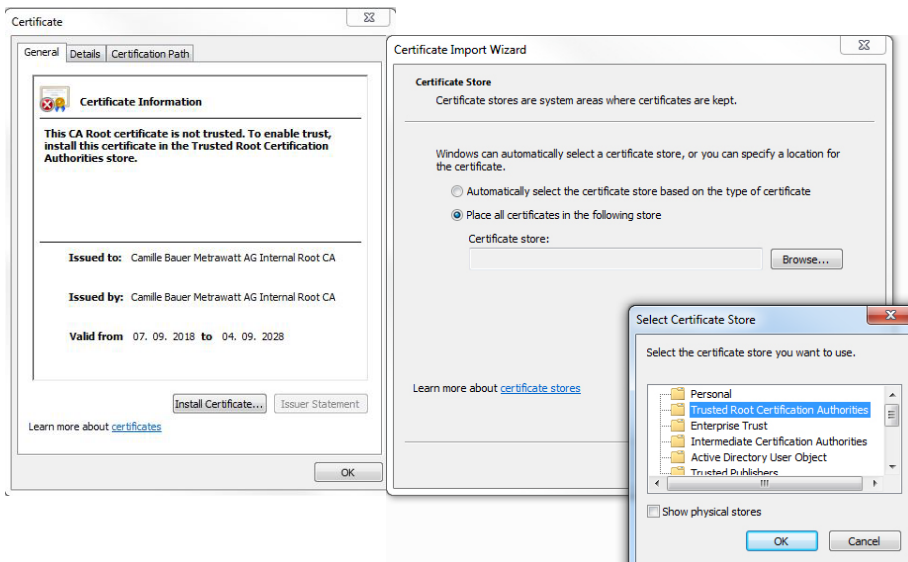 Certificate
General
Details
Certification Path
Certificate Information
This CA Root certificate is not trusted. To enable trust,
install this certificate in the Trusted Root Certification
Authorities store.
Issued to: Camille Bauer Metrawatt AG Internal Root CA
Issued by: Camille Bauer Metrawatt AG Internal Root CA
Valid from 07. 09. 2018 to 04. 09. 2028
Install Certificate...
Issuer Statement
Learn more about certificates
OK
Certificate Import Wizard
Certificate Store
Certificate stores are system areas where certificates are kept.
Windows can automatically select a certificate store, or you can specify a location for
the certificate.
Automatically select the certificate store based on the type of certificate
Place all certificates in the following store
Certificate store:
Browse...
Learn more about certificate stores
Select Certificate Store
Select the certificate store you want to use.
Personal
Trusted Root Certification Authorities
Enterprise Trust
Intermediate Certification Authorities
Active Directory User Object
Trusted Publishers
Show physical stores
OK
Cancel